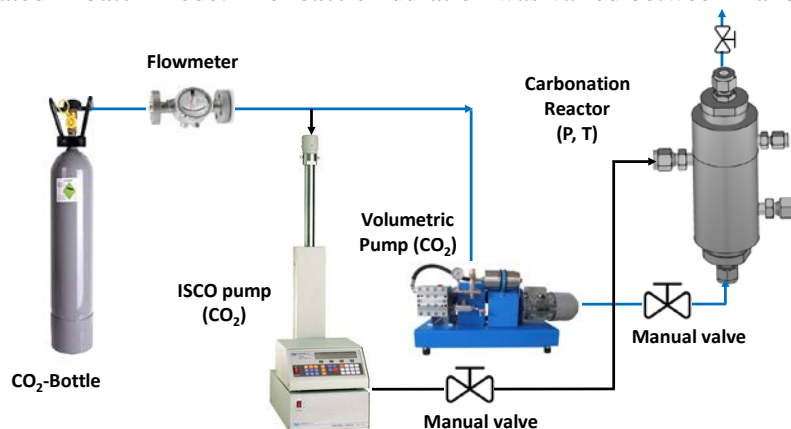 Flowmeter
Carbonation
Reactor
(P, T)
Volumetric
Pump (CO₂)
ISCO pump
(CO₂)
Manual valve
CO₂-Bottle
Manual valve